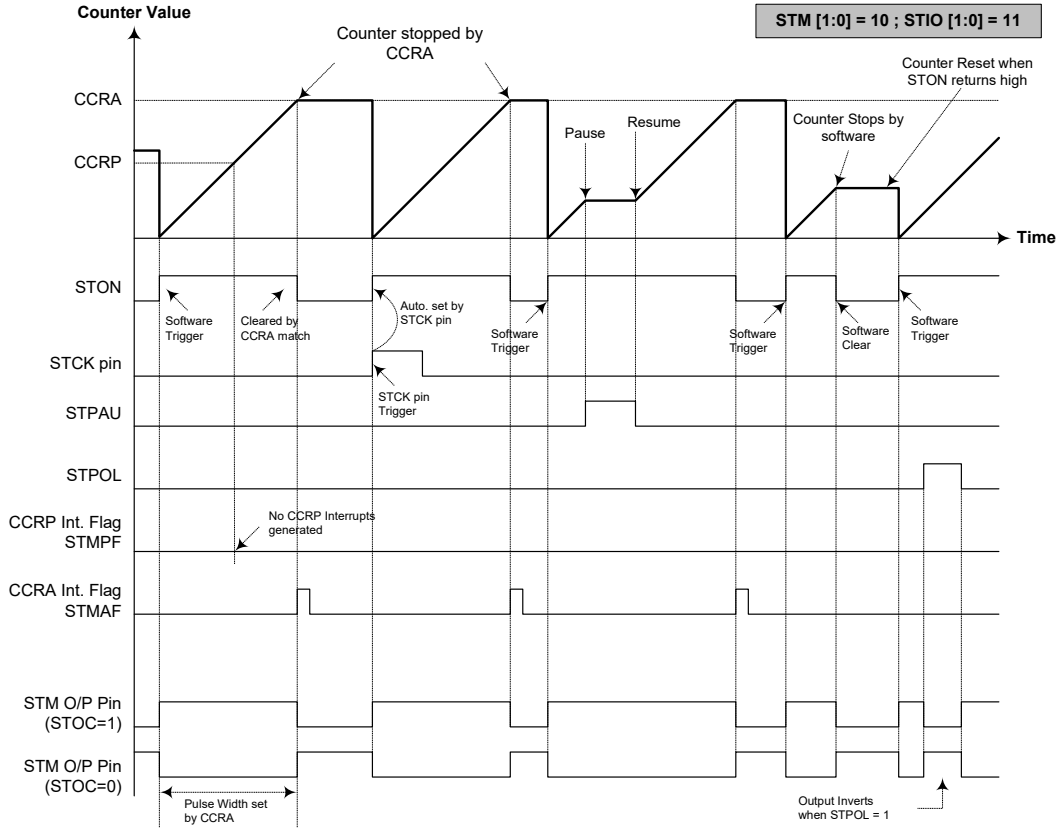 Counter Value
STM [1:0] = 10 ; STIO [1:0] = 11
Counter stopped by
CCRA
Counter Reset when
STON returns high
CCRA
Pause
Resume
Counter Stops by
software
CCRP
Time
STON
Software
Trigger
Cleared by
CCRA match
Auto. set by
STCK pin
Software
Trigger
Software
Trigger
Software
Clear
Software
Trigger
STCK pin
STCK pin
Trigger
STPAU
STPOL
CCRP Int. Flag
STMPF
No CCRP Interrupts
generated
CCRA Int. Flag
STMAF
STM O/P Pin
(STOC=1)
STM O/P Pin
(STOC=0)
Pulse Width set
by CCRA
Output Inverts
when STPOL = 1